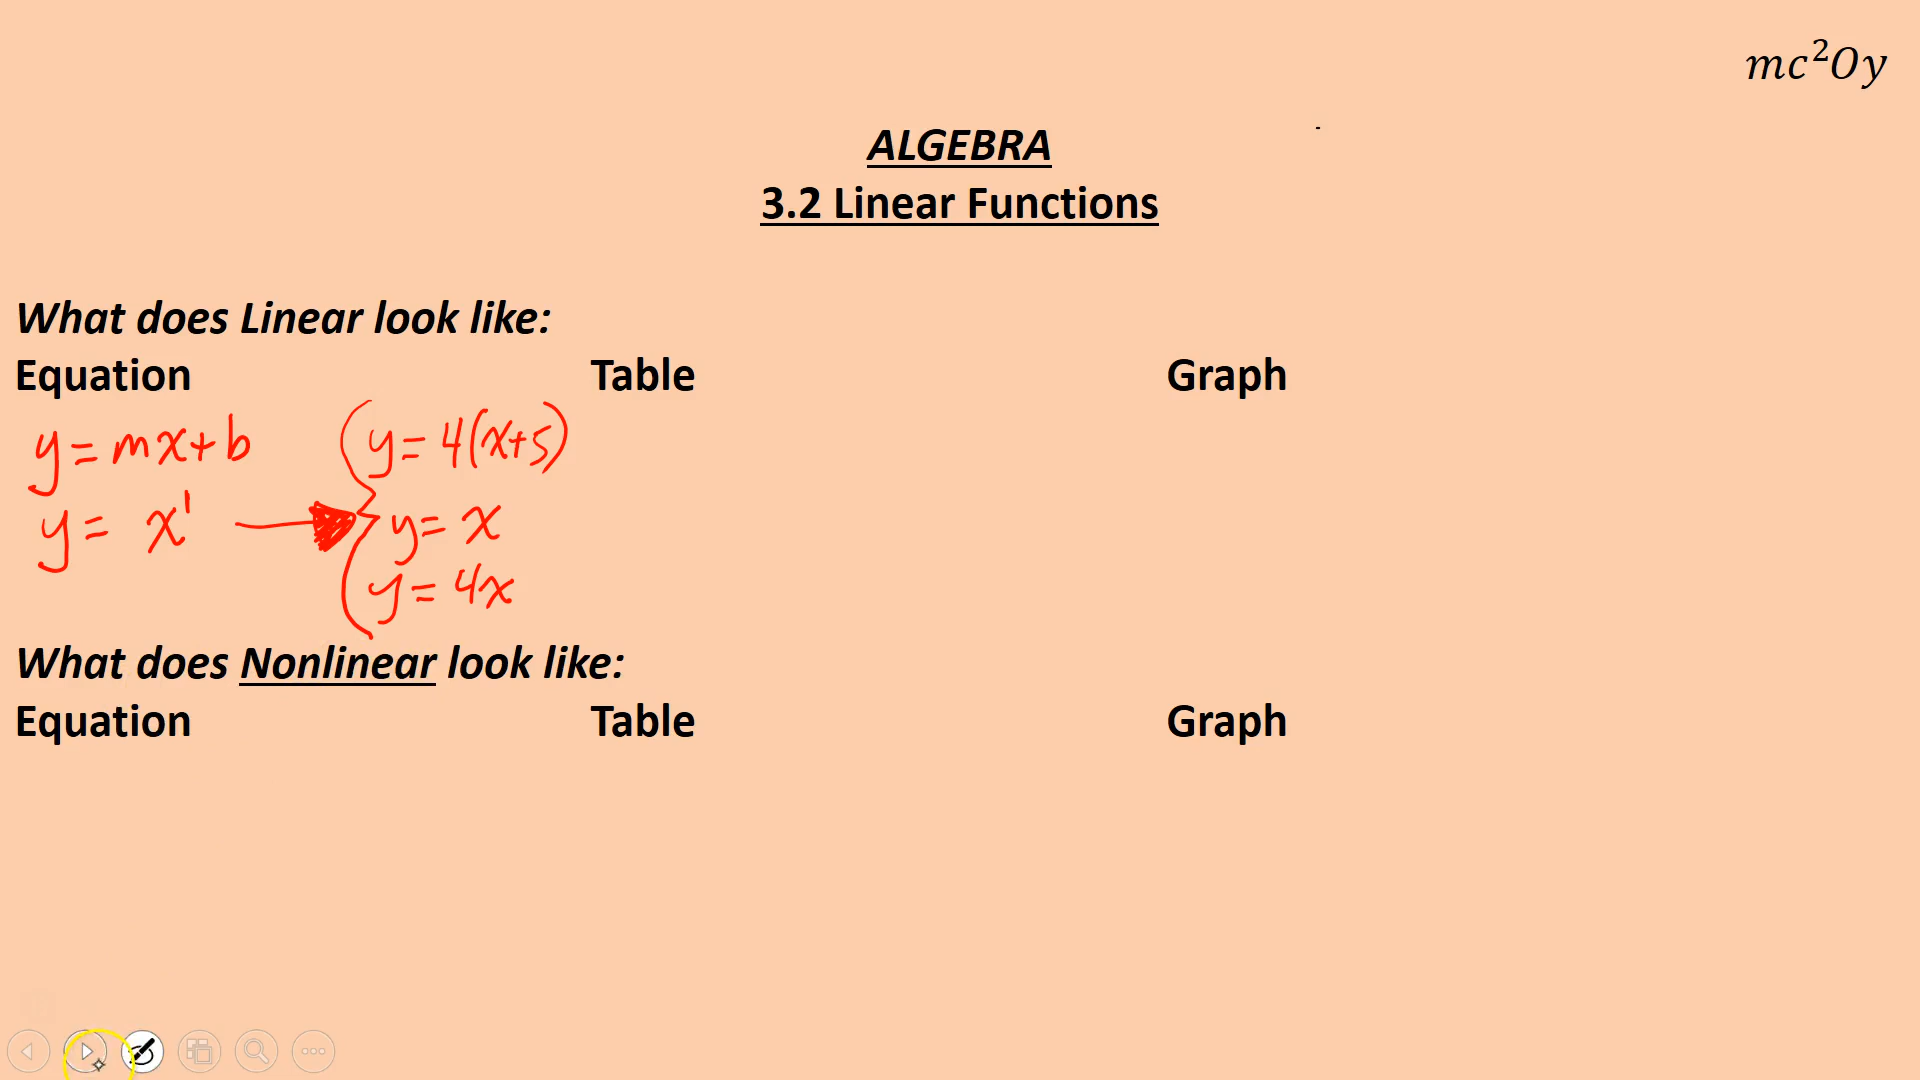 mc²Oy
ALGEBRA
3.2 Linear Functions
What does Linear look like:
Equation Table Graph
y = mx + b
y = x¹
y = 4(x+5)
y = x
y = 4x
What does Nonlinear look like:
Equation Table Graph